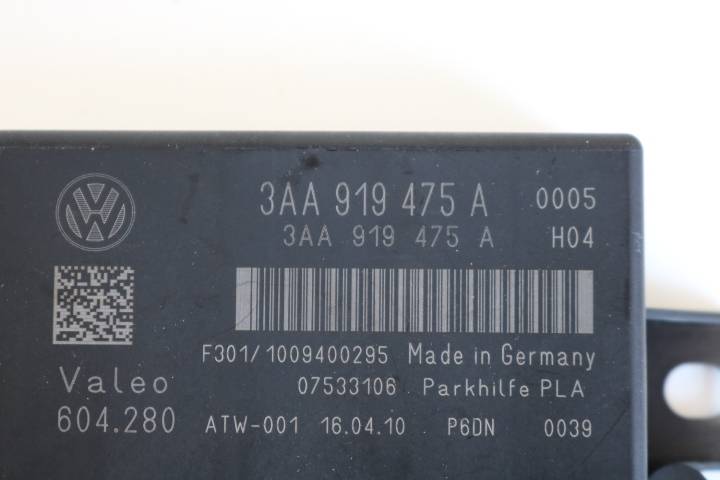 3AA 919 475 A 0005
3AA 919 475 A H04
F301/1009400295 Made in Germany
Valeo 07533106 Parkhilfe PLA
604.280 ATW-001 16.04.10 P6DN 0039